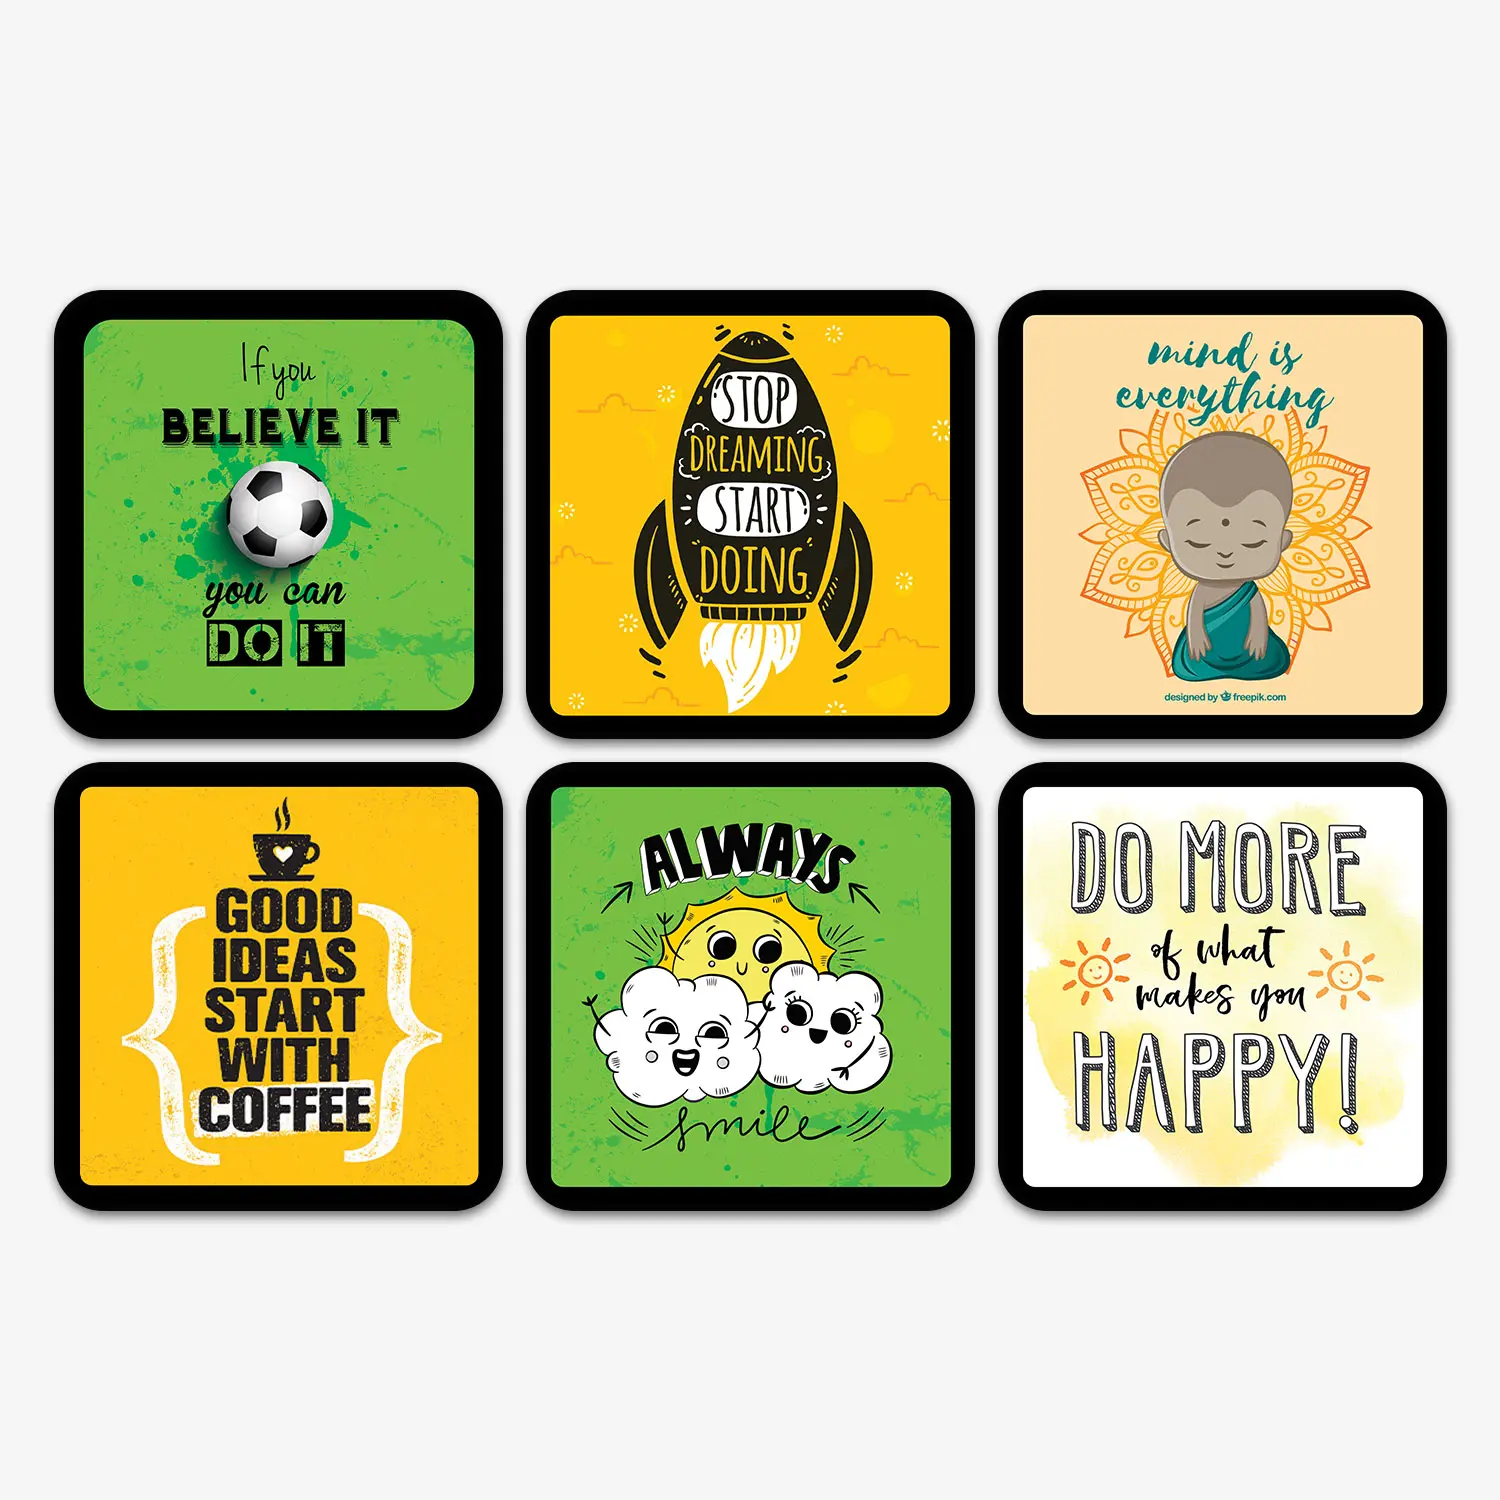 If you
BELIEVE IT
you can
DO IT
STOP
DREAMING
START
DOING
mind is
everything
designed by freepik.com
GOOD
IDEAS
START
WITH
COFFEE
ALWAYS
smile
DO MORE
of what
makes you
HAPPY!